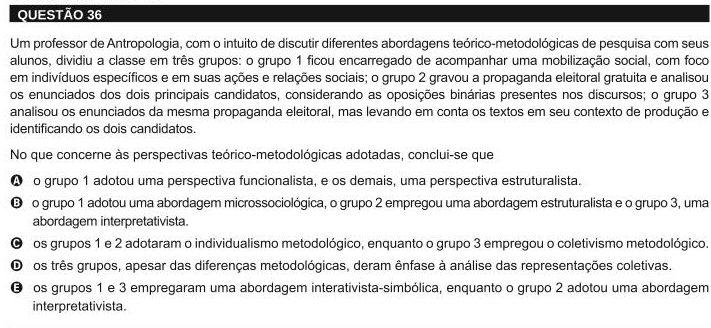 QUESTÃO 36
Um professor de Antropologia, com o intuito de discutir diferentes abordagens teórico-metodológicas de pesquisa com seus
alunos, dividiu a classe em três grupos: o grupo 1 ficou encarregado de acompanhar uma mobilização social, com foco
em indivíduos específicos e em suas ações e relações sociais; o grupo 2 gravou a propaganda eleitoral gratuita e analisou
os enunciados dos dois principais candidatos, considerando as oposições binárias presentes nos discursos; o grupo 3
analisou os enunciados da mesma propaganda eleitoral, mas levando em conta os textos em seu contexto de produção e
identificando os dois candidatos.
No que concerne às perspectivas teórico-metodológicas adotadas, conclui-se que
A o grupo 1 adotou uma perspectiva funcionalista, e os demais, uma perspectiva estruturalista.
B o grupo 1 adotou uma abordagem microssociológica, o grupo 2 empregou uma abordagem estruturalista e o grupo 3, uma
abordagem interpretativista.
C os grupos 1 e 2 adotaram o individualismo metodológico, enquanto o grupo 3 empregou o coletivismo metodológico.
D os três grupos, apesar das diferenças metodológicas, deram ênfase à análise das representações coletivas.
E os grupos 1 e 3 empregaram uma abordagem interativista-simbólica, enquanto o grupo 2 adotou uma abordagem
interpretativista.